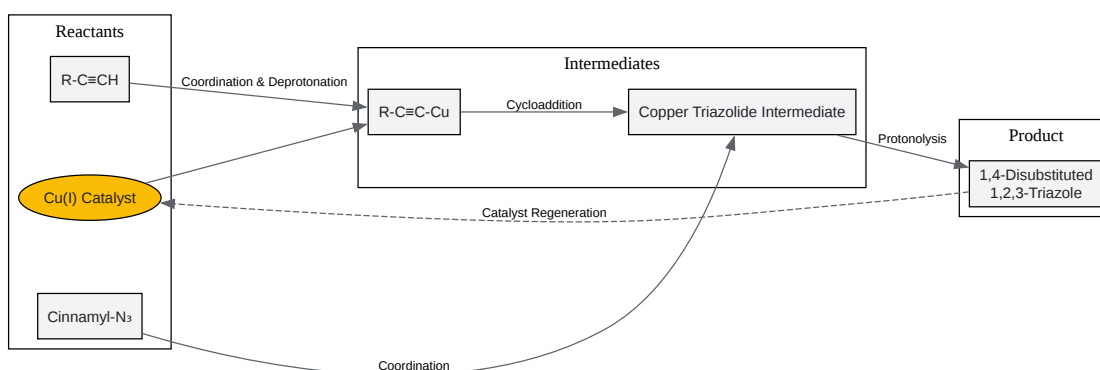 Reactants
R-C≡CH
Coordination & Deprotonation
Cu(I) Catalyst
Cinnamyl-N₃
Coordination
Intermediates
R-C≡C-Cu
Cycloaddition
Copper Triazolide Intermediate
Protonolysis
Product
1,4-Disubstituted
1,2,3-Triazole
Catalyst Regeneration